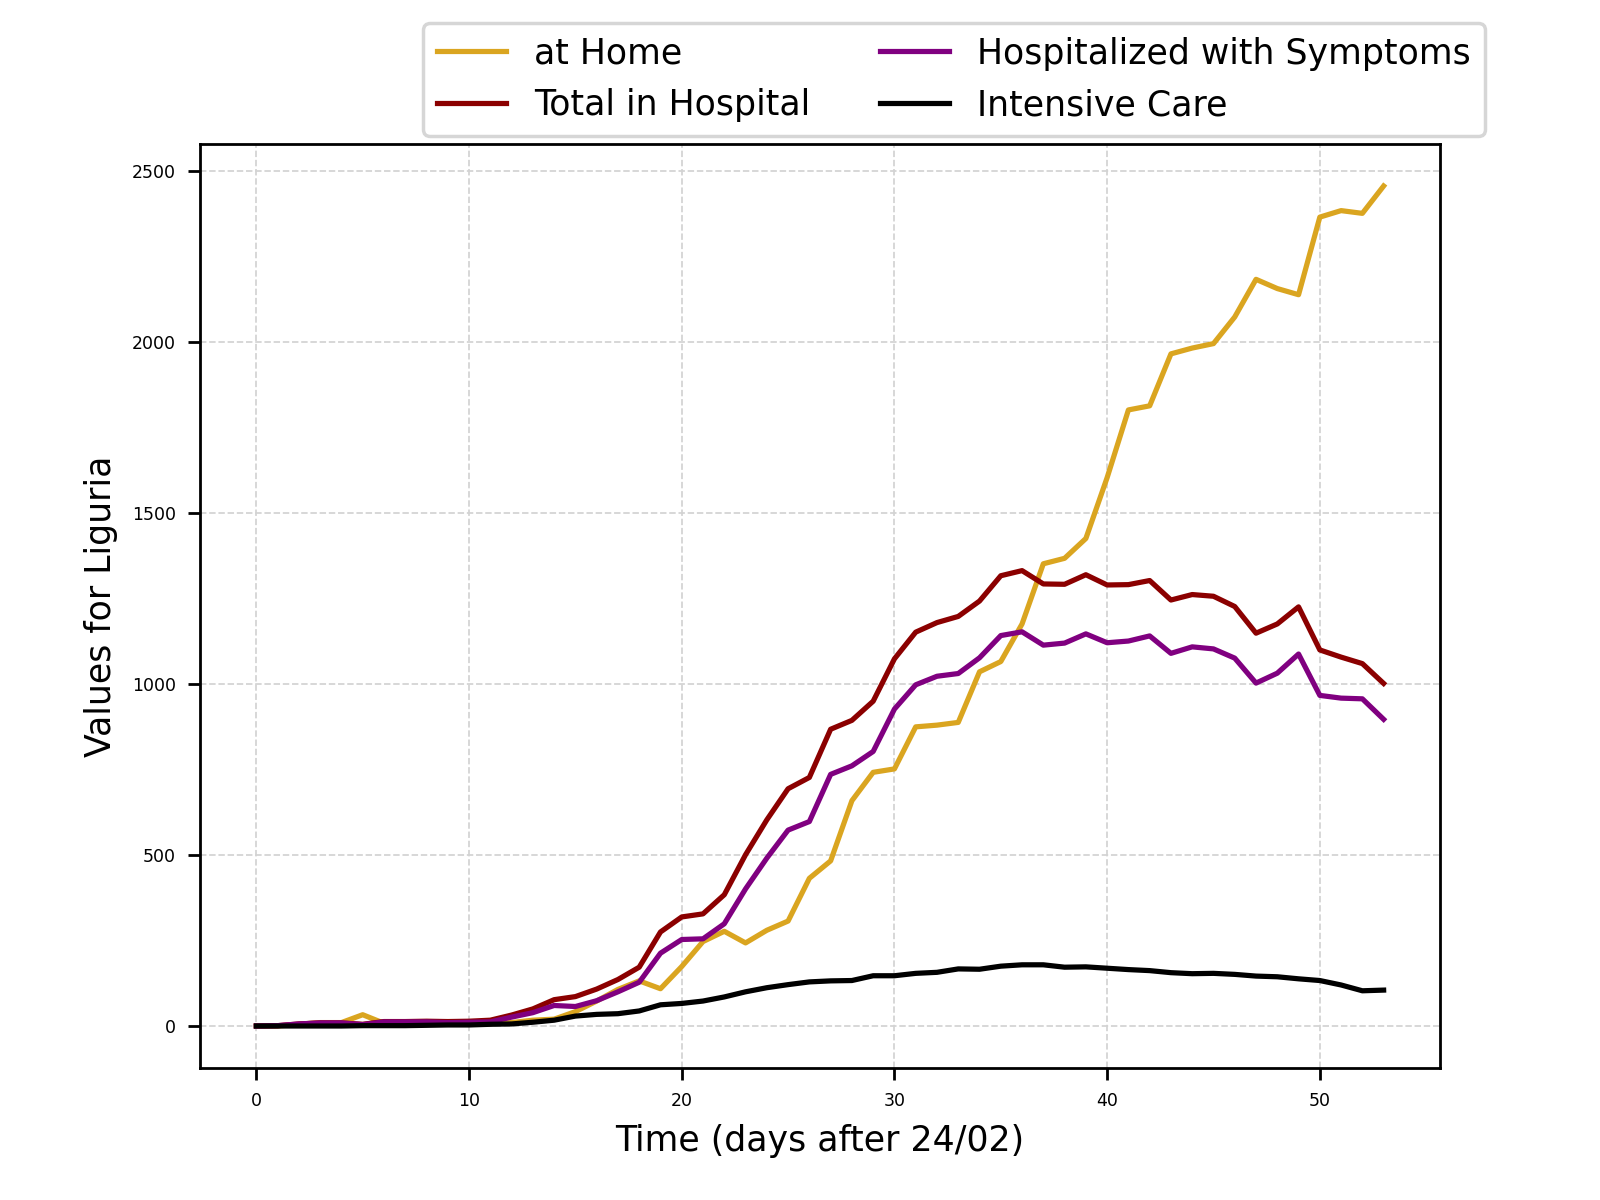 at Home
Total in Hospital
Hospitalized with Symptoms
Intensive Care
Values for Liguria
2500
2000
1500
1000
500
0
0 10 20 30 40 50
Time (days after 24/02)